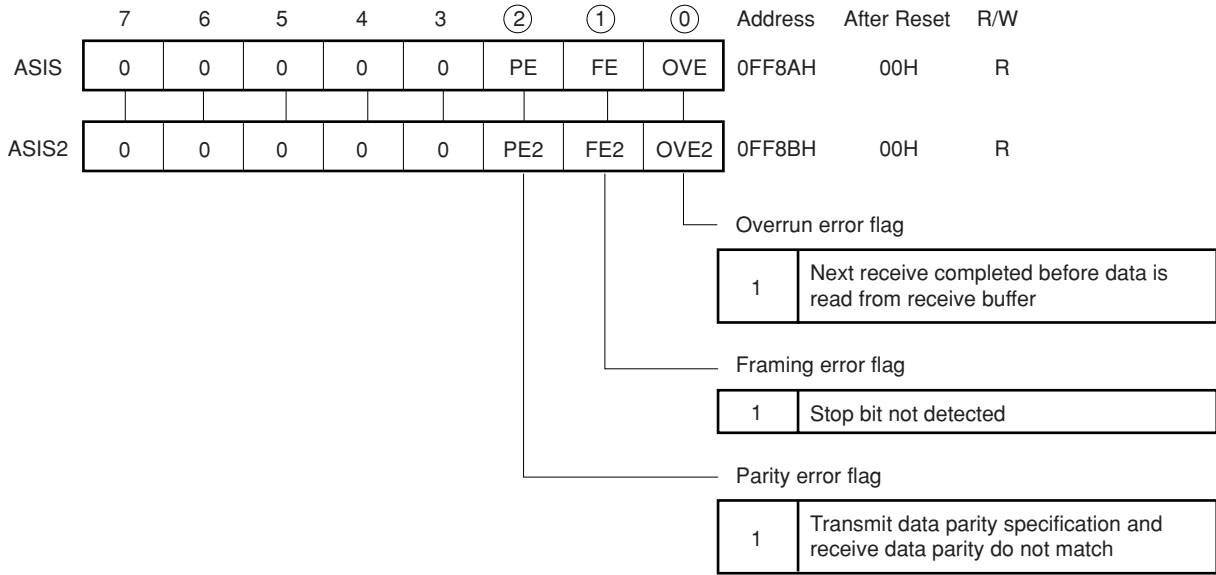 7 6 5 4 3 2 1 0 Address After Reset R/W
ASIS 0 0 0 0 0 PE FE OVE 0FF8AH 00H R
ASIS2 0 0 0 0 0 PE2 FE2 OVE2 0FF8BH 00H R
Overrun error flag
1 Next receive completed before data is
read from receive buffer
Framing error flag
1 Stop bit not detected
Parity error flag
1 Transmit data parity specification and
receive data parity do not match